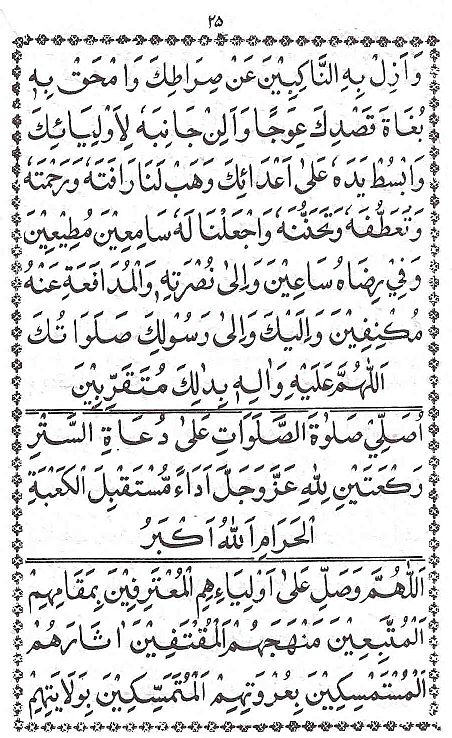 ٢٥
وَاَزِلْ بِهِ النَّاكِبِيْنَ عَنْ صِرَاطِكَ وَامْحَقْ بِهٖ
بُغَاةَ قَصْدِكَ عِوَجًا وَاَلِنْ جَانِبَهٗ لِاَوْلِيَائِكَ
وَابْسُطْ يَدَهٗ عَلٰى اَعْدَائِكَ وَهَبْ لَنَا رَافَتَهٗ وَرَحْمَتَهٗ
وَتَعَطُّفَهٗ وَتَحَنُّنَهٗ وَاجْعَلْنَا لَهٗ سَامِعِيْنَ مُطِيْعِيْنَ
وَفِيْ رِضَاهُ سَاعِيْنَ وَاِلٰى نُصْرَتِهٖ وَالْمُدَافَعَةِ عَنْهُ
مُكْنِفِيْنَ وَاِلَيْكَ وَاِلٰى رَسُوْلِكَ صَلَوَاتُكَ
اَللّٰهُمَّ عَلَيْهِ وَاٰلِهٖ بِذٰلِكَ مُتَقَرِّبِيْنَ
اُصَلِّيْ صَلٰوةَ الصَّلَوَاتِ عَلٰى دُعَاةِ السَّتْرِ
رَكْعَتَيْنِ لِلّٰهِ عَزَّ وَجَلَّ اَدَاءً مُسْتَقْبِلَ الْكَعْبَةِ
الْحَرَامِ اَللّٰهُ اَكْبَرُ
اَللّٰهُمَّ وَصَلِّ عَلٰى اَوْلِيَاءِهِمُ الْمُعْتَرِفِيْنَ بِمَقَامِهِمْ
الْمُتَّبِعِيْنَ مَنْهَجَهُمْ الْمُقْتَفِيْنَ اٰثَارَهُمْ
الْمُسْتَمْسِكِيْنَ بِعُرْوَتِهِمْ الْمُتَمَسِّكِيْنَ بِوَلَايَتِهِمْ